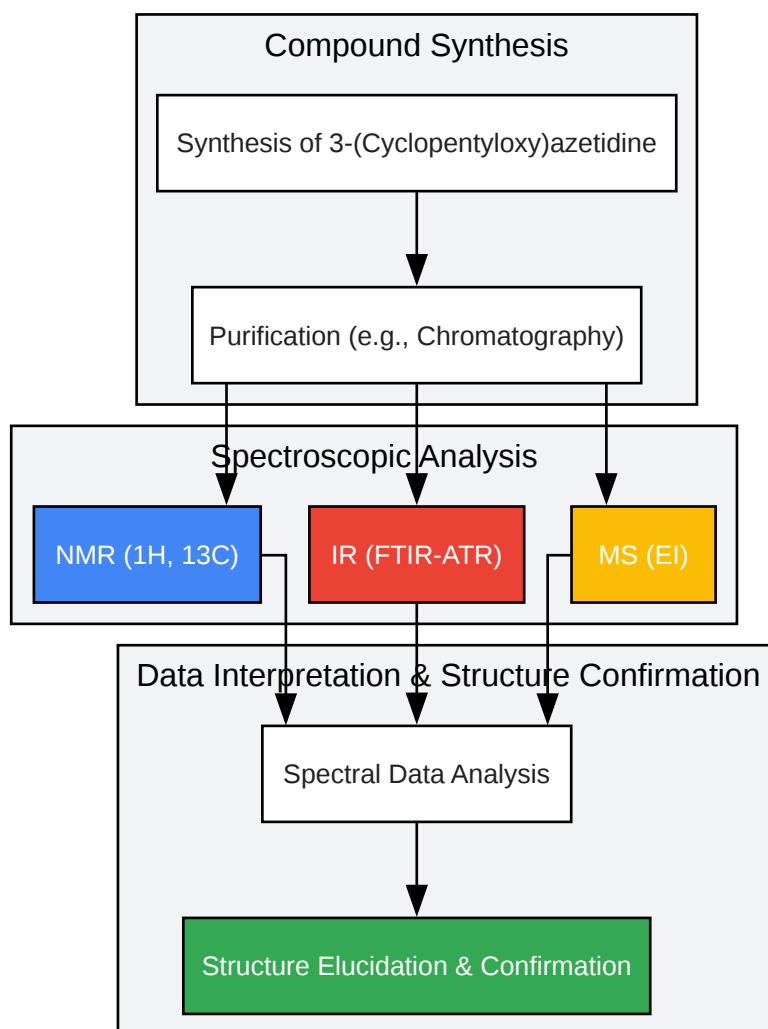 Compound Synthesis
Synthesis of 3-(Cyclopentyloxy)azetidine
Purification (e.g., Chromatography)
Spectroscopic Analysis
NMR (1H, 13C)
IR (FTIR-ATR)
MS (EI)
Data Interpretation & Structure Confirmation
Spectral Data Analysis
Structure Elucidation & Confirmation